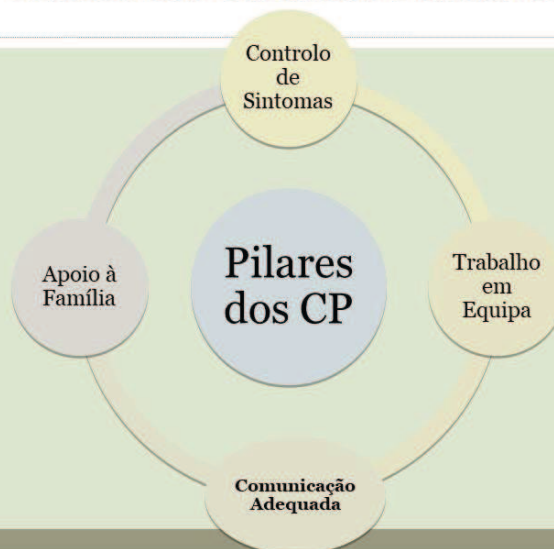 Controlo
de
Sintomas
Pilares
dos CP
Trabalho
em
Equipa
Apoio à
Família
Comunicação
Adequada